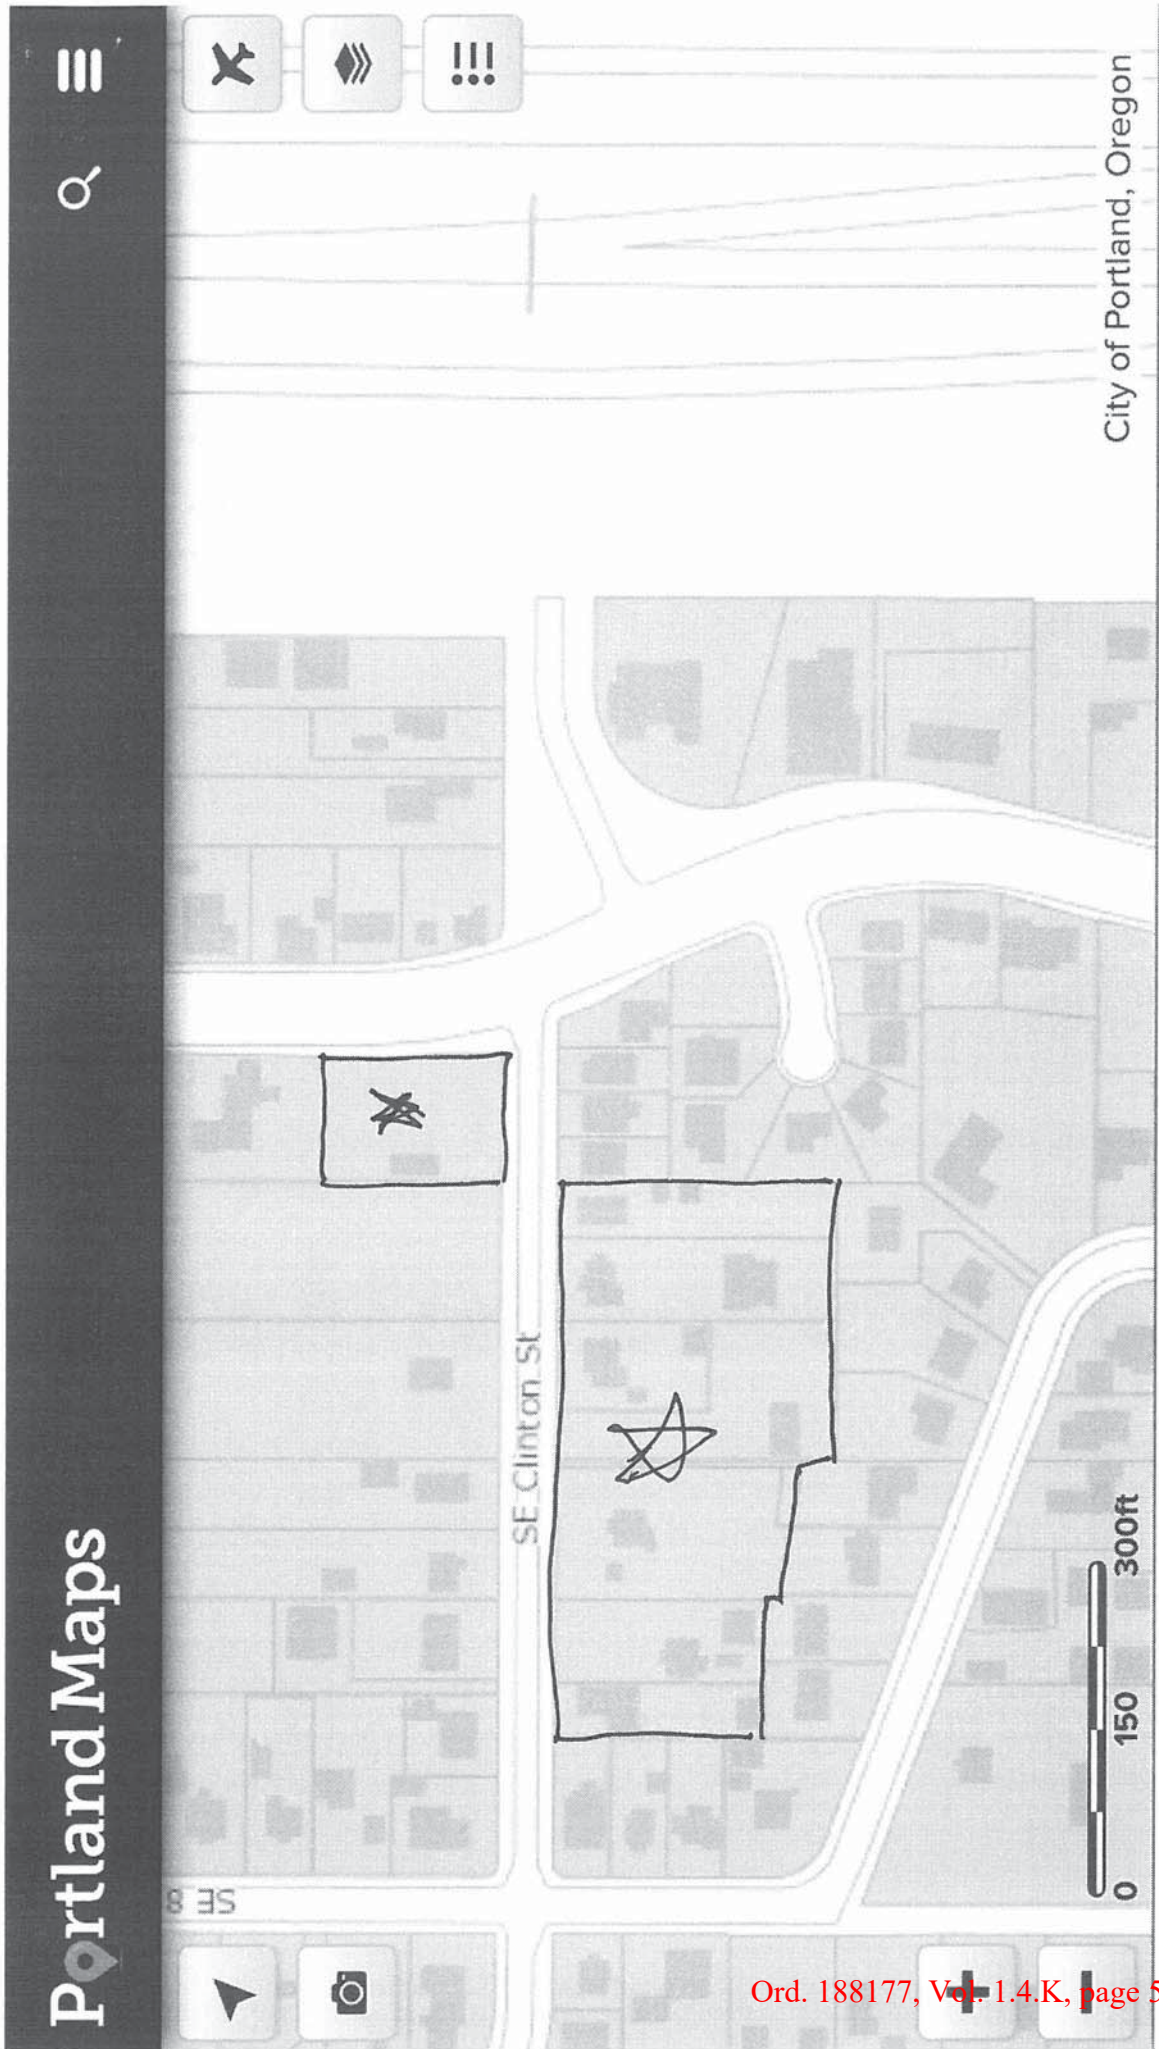 Portland Maps
SE 8
SE Clinton St
0 150 300ft
City of Portland, Oregon
Ord. 188177, Vol. 1.4.K, page 5